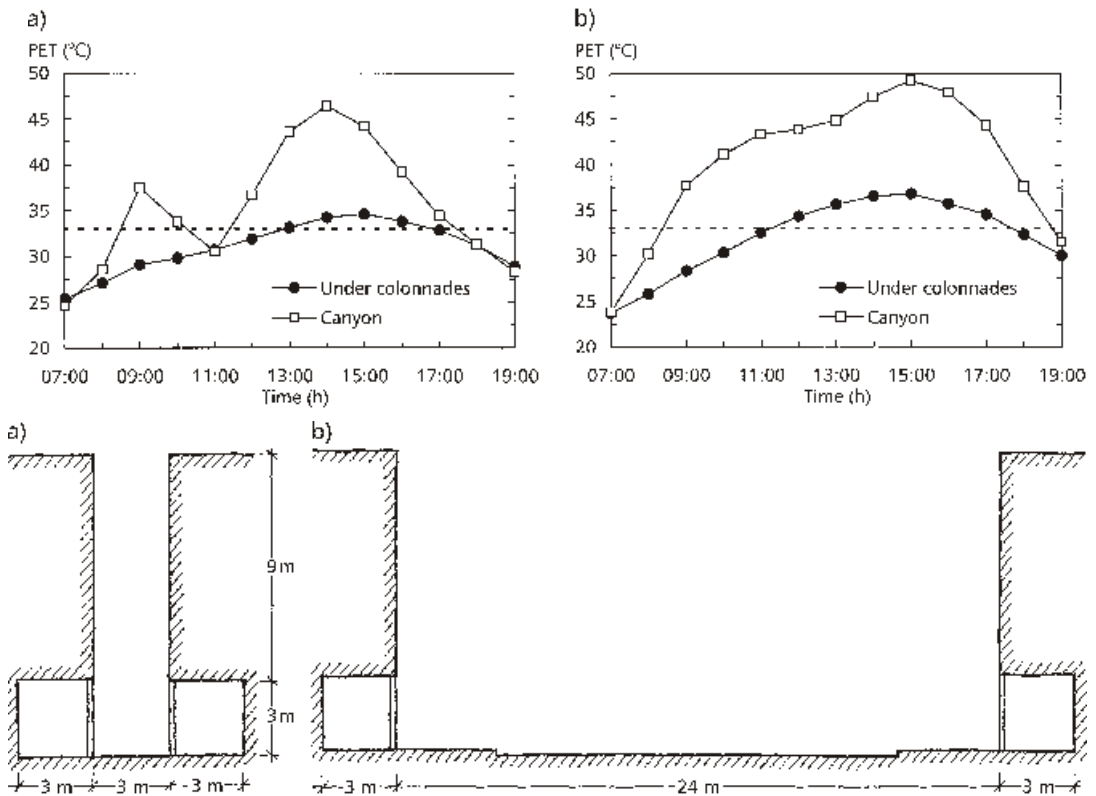 a)
PET (°C)
50
45
40
35
30
25
20
Under colonnades
Canyon
07:00 09:00 11:00 13:00 15:00 17:00 19:00
Time (h)
b)
PET (°C)
50
45
40
35
30
25
20
Under colonnades
Canyon
07:00 09:00 11:00 13:00 15:00 17:00 19:00
Time (h)
a)
9 m
3 m
3 m 3 m 3 m
b)
3 m 24 m 3 m